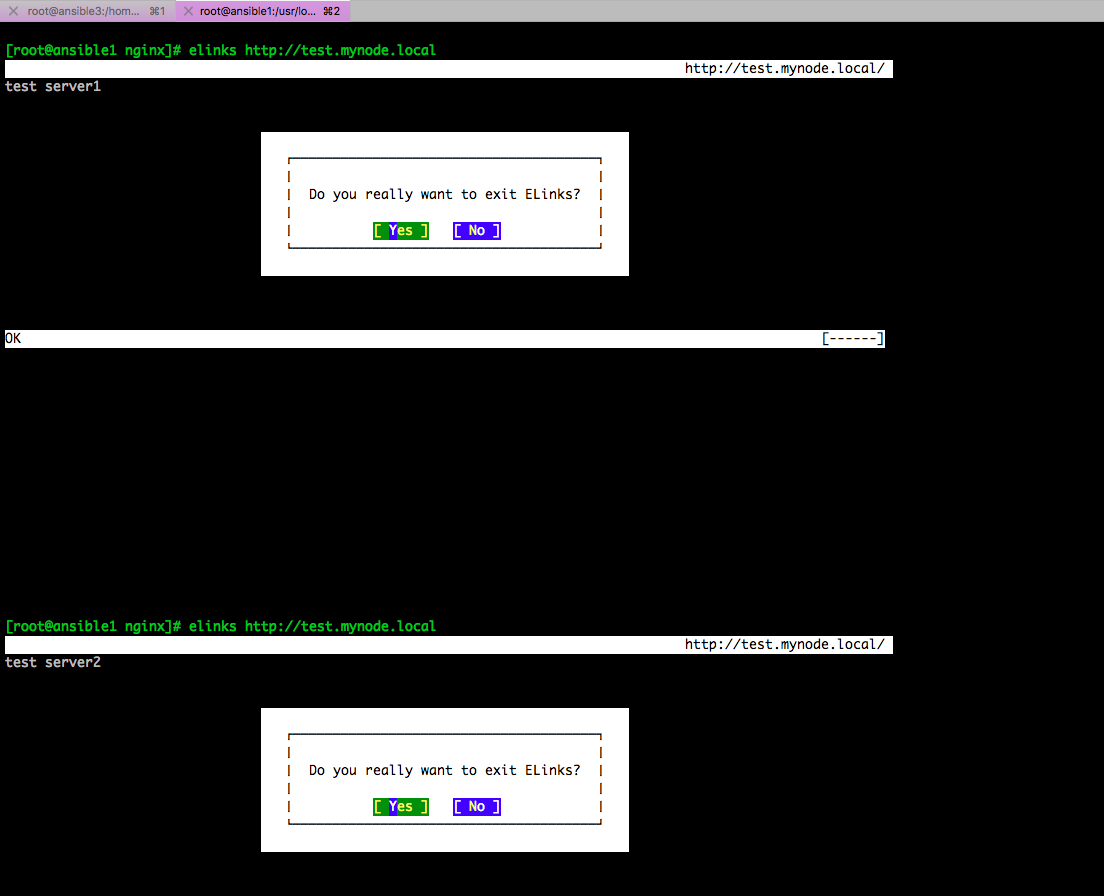 root@ansible3:/hom... ⌘1 root@ansible1:/usr/lo... ⌘2
[root@ansible1 nginx]# elinks http://test.mynode.local
http://test.mynode.local/
test server1
Do you really want to exit ELinks?
[ Yes ] [ No ]
OK [------]
[root@ansible1 nginx]# elinks http://test.mynode.local
http://test.mynode.local/
test server2
Do you really want to exit ELinks?
[ Yes ] [ No ]